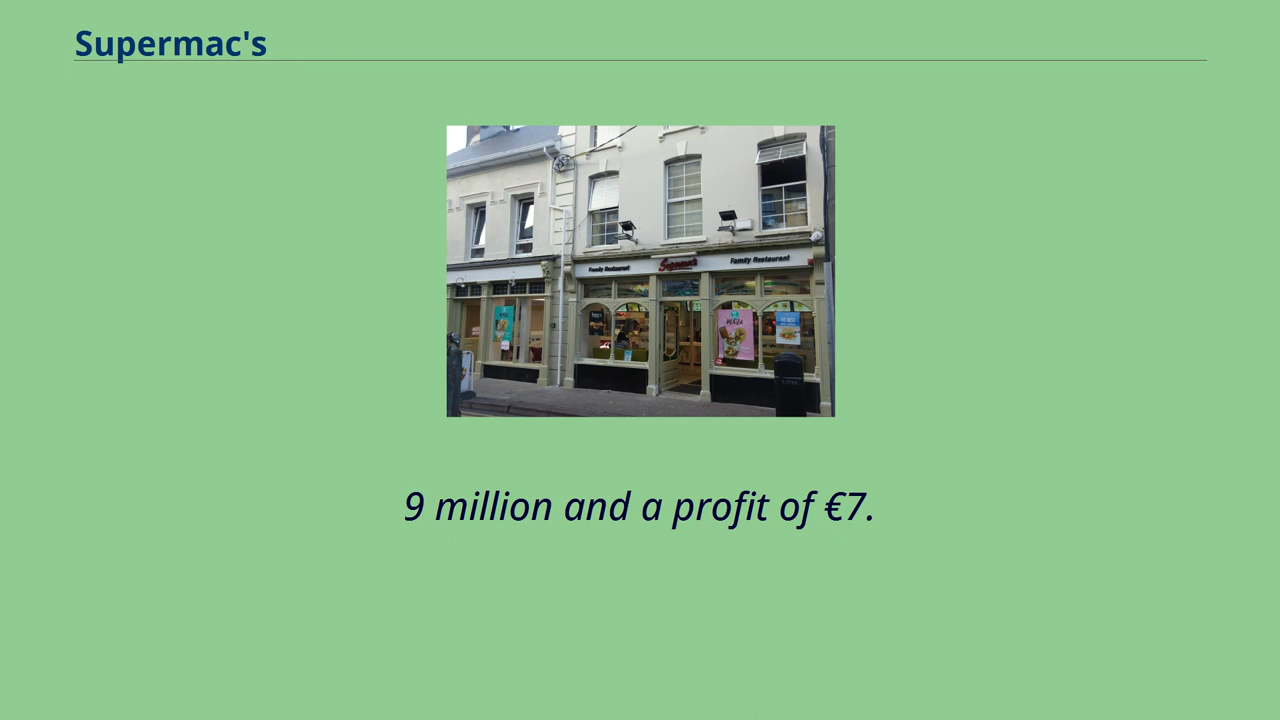 Supermac's
Family Restaurant
Supermac's
Family Restaurant
9 million and a profit of €7.